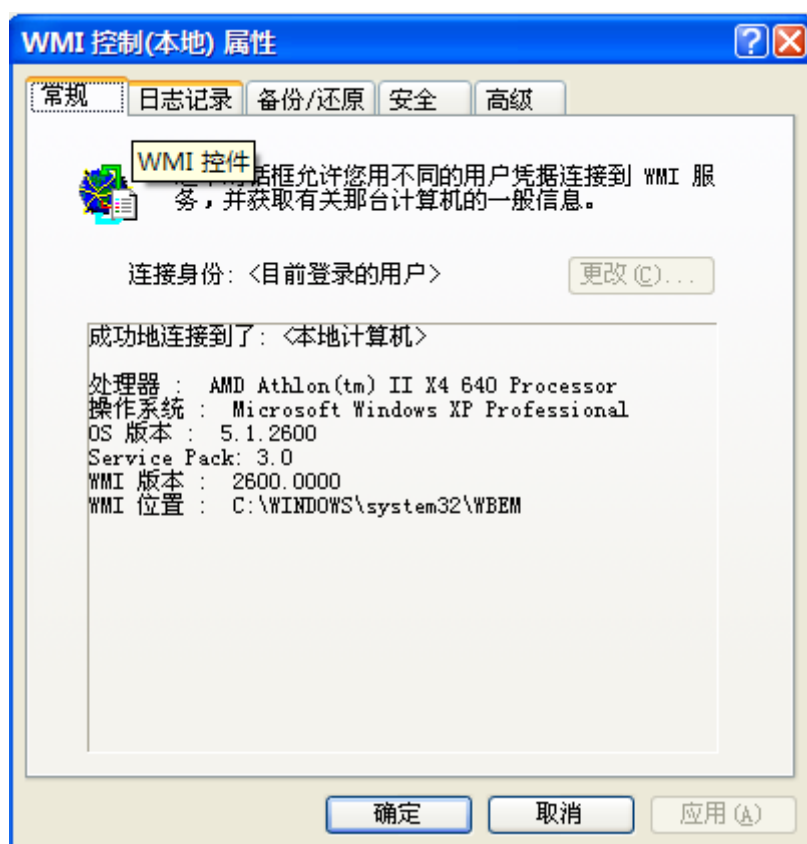 WMI 控制(本地) 属性
常规 日志记录 备份/还原 安全 高级
WMI 控件
话框允许您用不同的用户凭据连接到 WMI 服
务，并获取有关那台计算机的一般信息。
连接身份: <目前登录的用户> 更改(C)...
成功地连接到了: <本地计算机>
处理器 : AMD Athlon(tm) II X4 640 Processor
操作系统 : Microsoft Windows XP Professional
OS 版本 : 5.1.2600
Service Pack: 3.0
WMI 版本 : 2600.0000
WMI 位置 : C:\WINDOWS\system32\WBEM
确定 取消 应用(A)